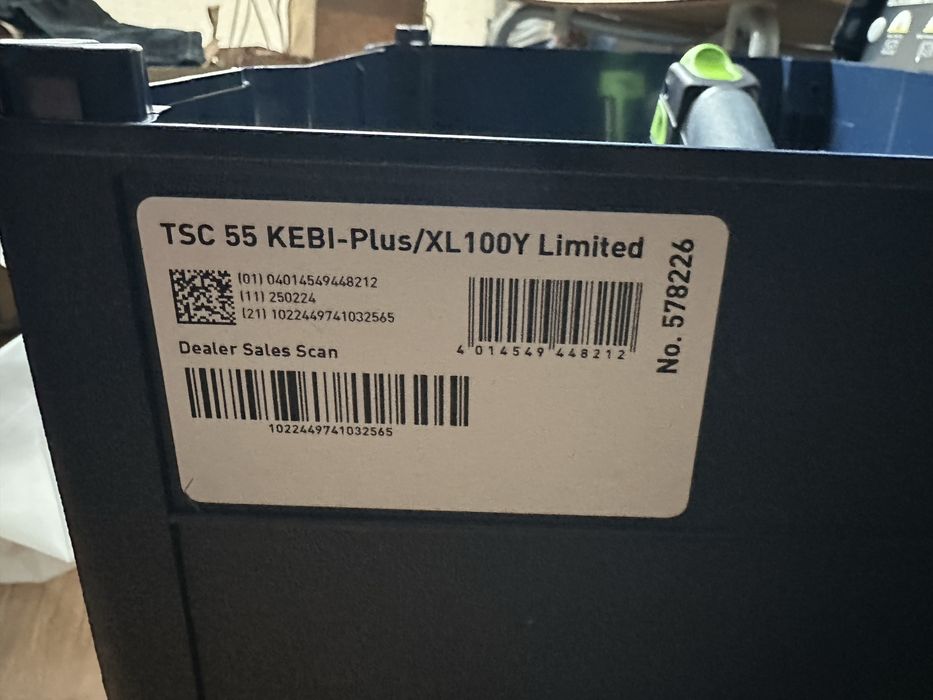 TSC 55 KEBI-Plus/XL100Y Limited
(01) 04014549448212
(11) 250224
(21) 1022449741032565
4 014549 448212
No. 578226
Dealer Sales Scan
1022449741032565